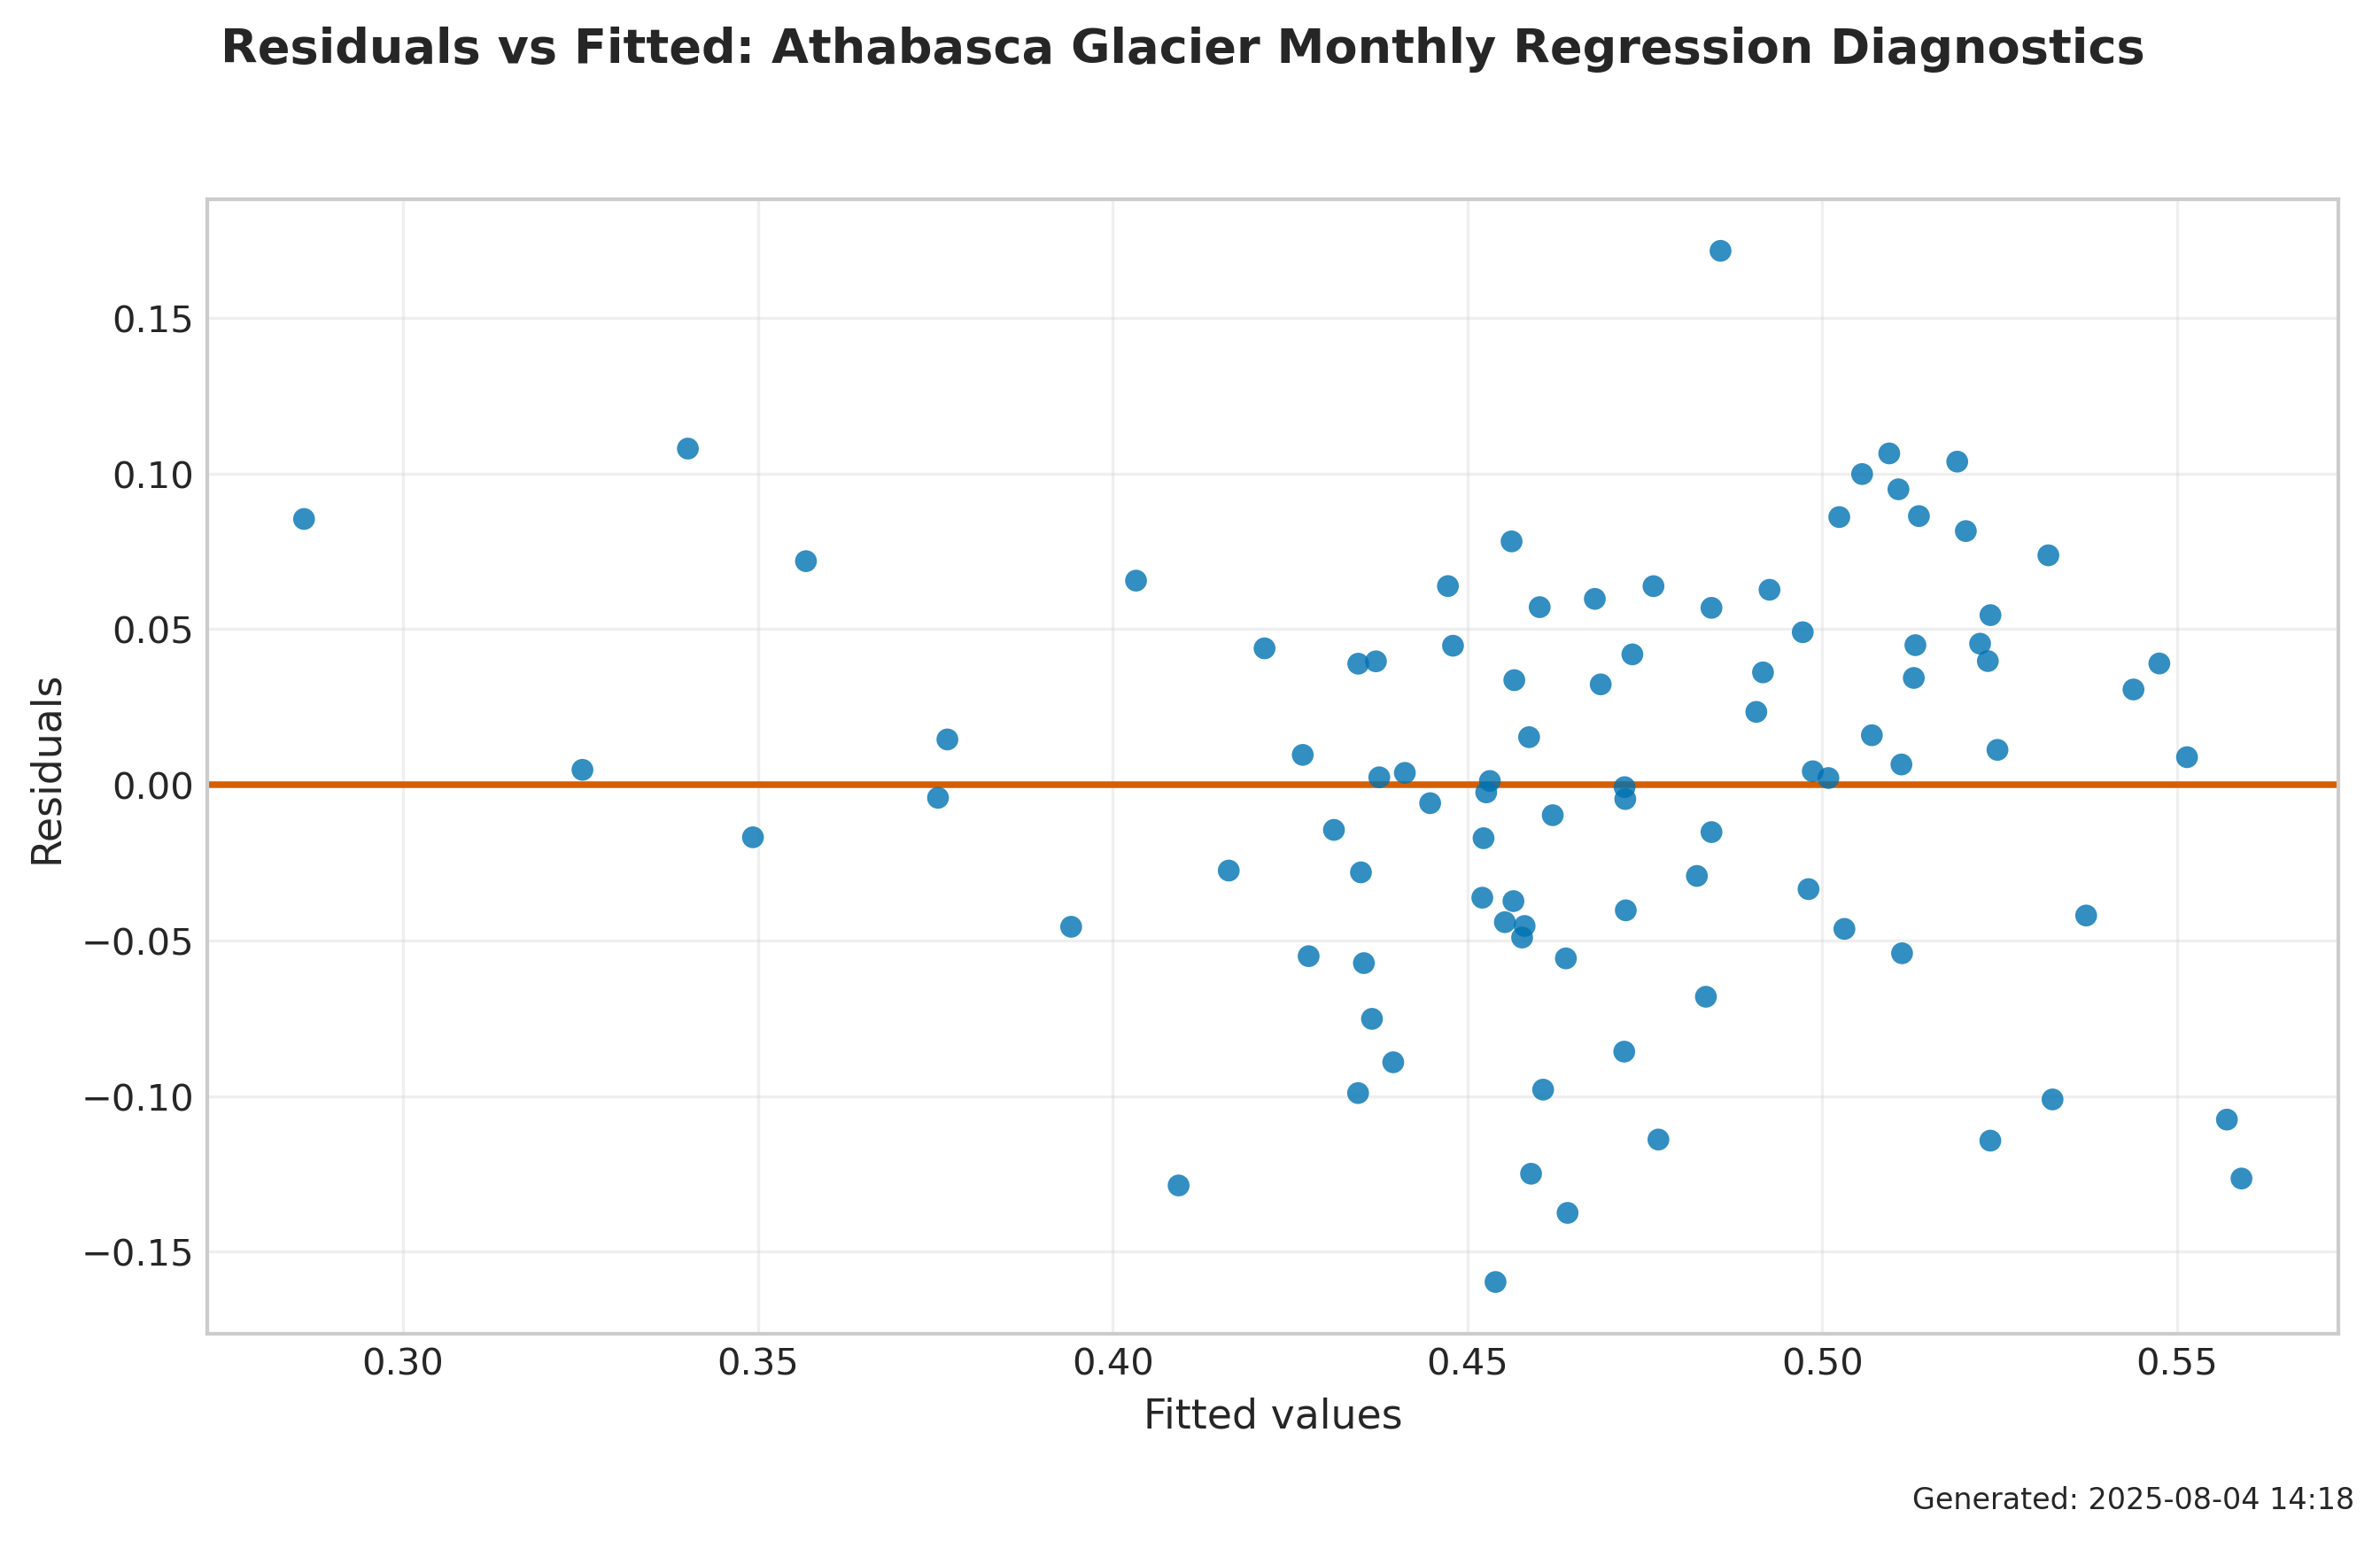 Residuals vs Fitted: Athabasca Glacier Monthly Regression Diagnostics
Residuals
0.15
0.10
0.05
0.00
−0.05
−0.10
−0.15
0.30 0.35 0.40 0.45 0.50 0.55
Fitted values
Generated: 2025-08-04 14:18